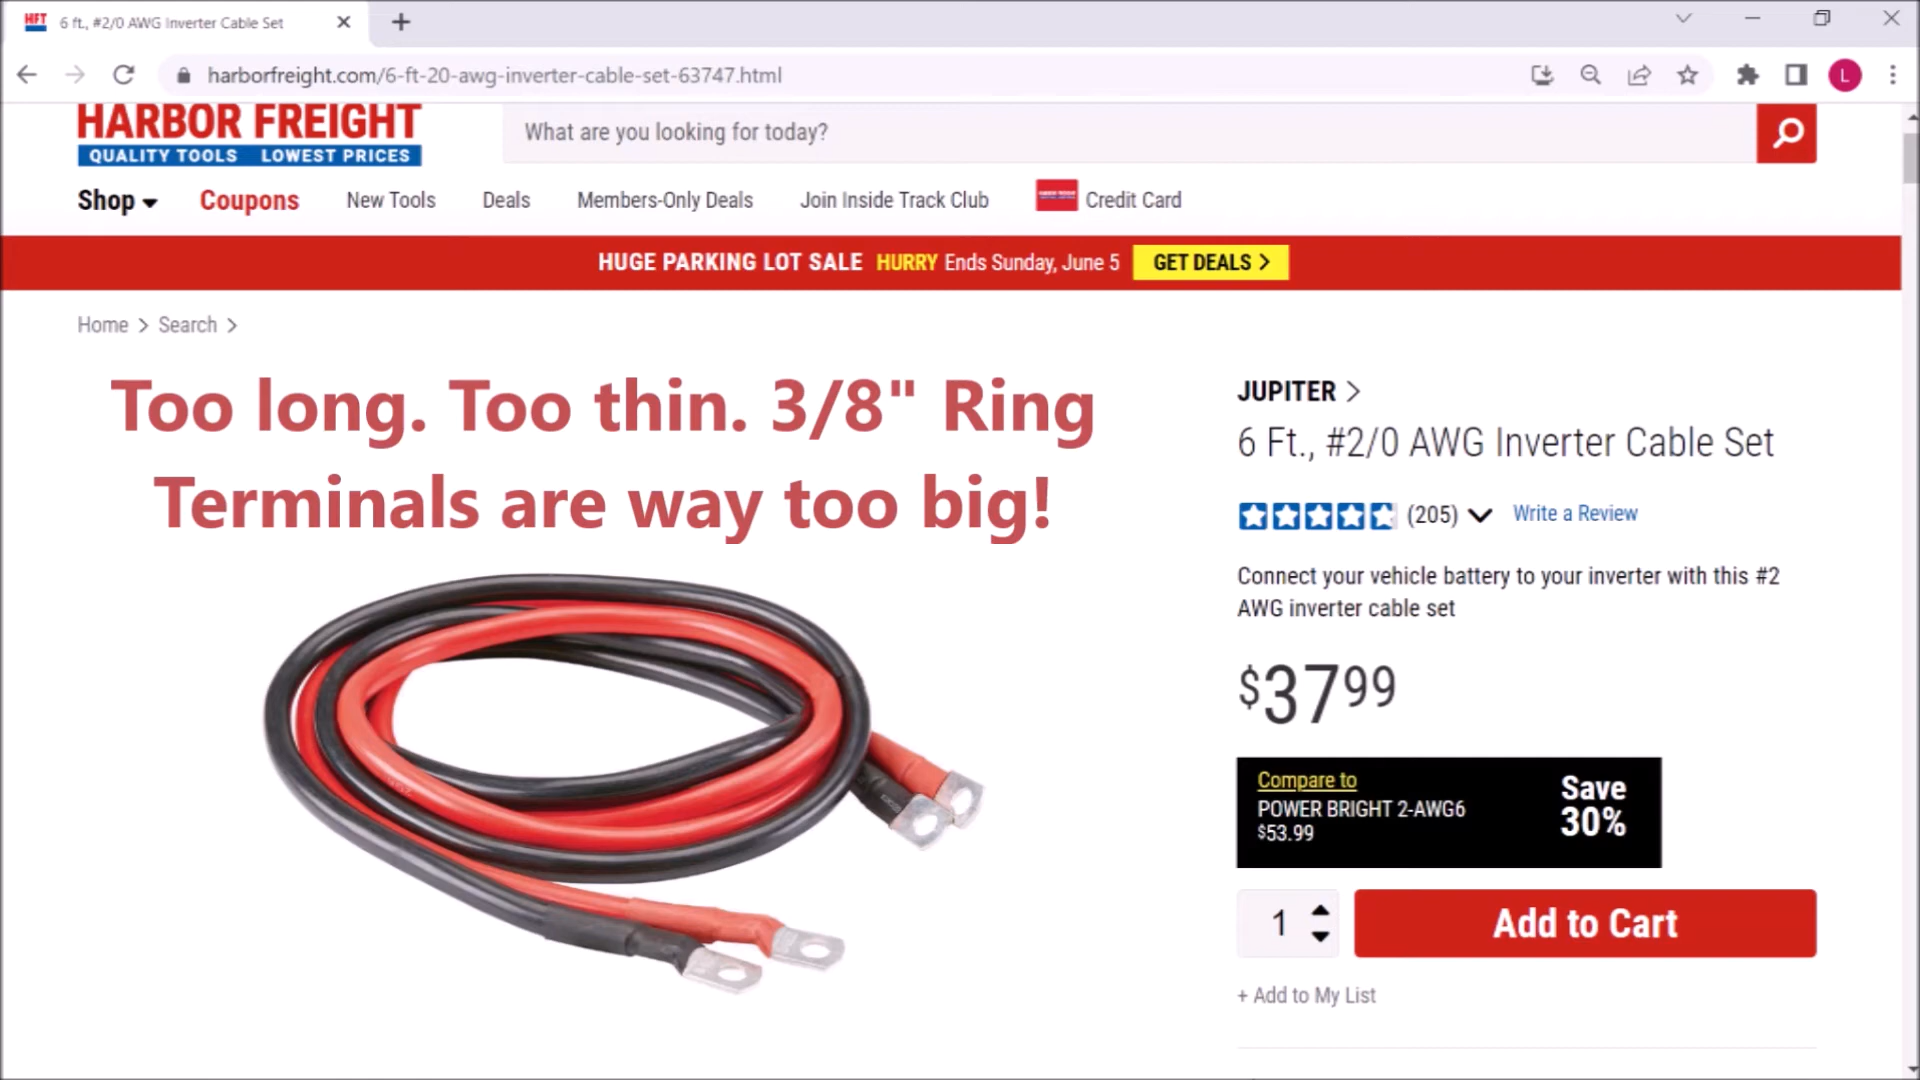 HFT
6 ft., #2/0 AWG Inverter Cable Set
harborfreight.com/6-ft-20-awg-inverter-cable-set-63747.html
L
HARBOR FREIGHT
QUALITY TOOLS LOWEST PRICES
What are you looking for today?
Shop Coupons New Tools Deals Members-Only Deals Join Inside Track Club Credit Card
HUGE PARKING LOT SALE HURRY Ends Sunday, June 5 GET DEALS >
Home > Search >
Too long. Too thin. 3/8" Ring
Terminals are way too big!
JUPITER >
6 Ft., #2/0 AWG Inverter Cable Set
(205) Write a Review
Connect your vehicle battery to your inverter with this #2
AWG inverter cable set
$3799
Compare to
POWER BRIGHT 2-AWG6
$53.99
Save
30%
1
Add to Cart
+ Add to My List